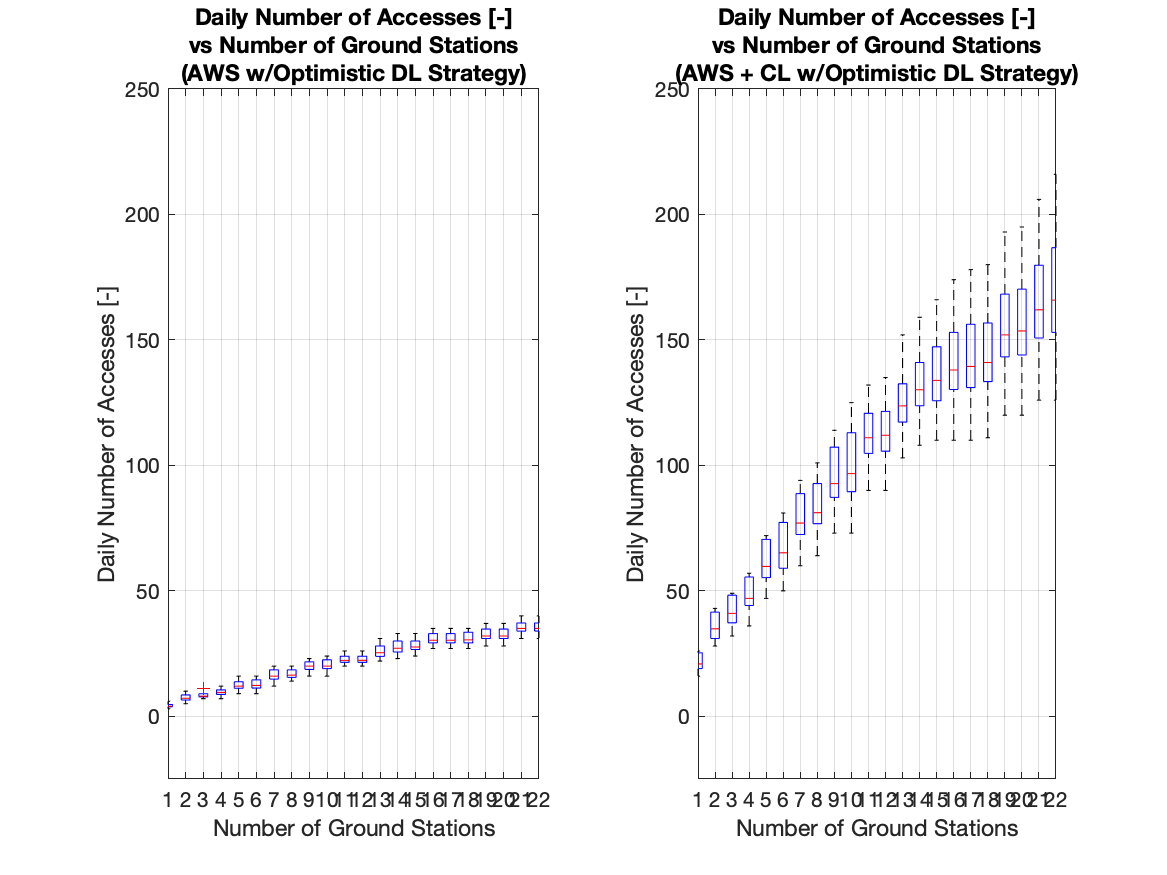 Daily Number of Accesses [-]
vs Number of Ground Stations
(AWS w/Optimistic DL Strategy)
250
200
150
100
50
0
Daily Number of Accesses [-]
1 2 3 4 5 6 7 8 9 10 11 12 13 14 15 16 17 18 19 20 21 22
Number of Ground Stations
Daily Number of Accesses [-]
vs Number of Ground Stations
(AWS + CL w/Optimistic DL Strategy)
250
200
150
100
50
0
Daily Number of Accesses [-]
1 2 3 4 5 6 7 8 9 10 11 12 13 14 15 16 17 18 19 20 21 22
Number of Ground Stations